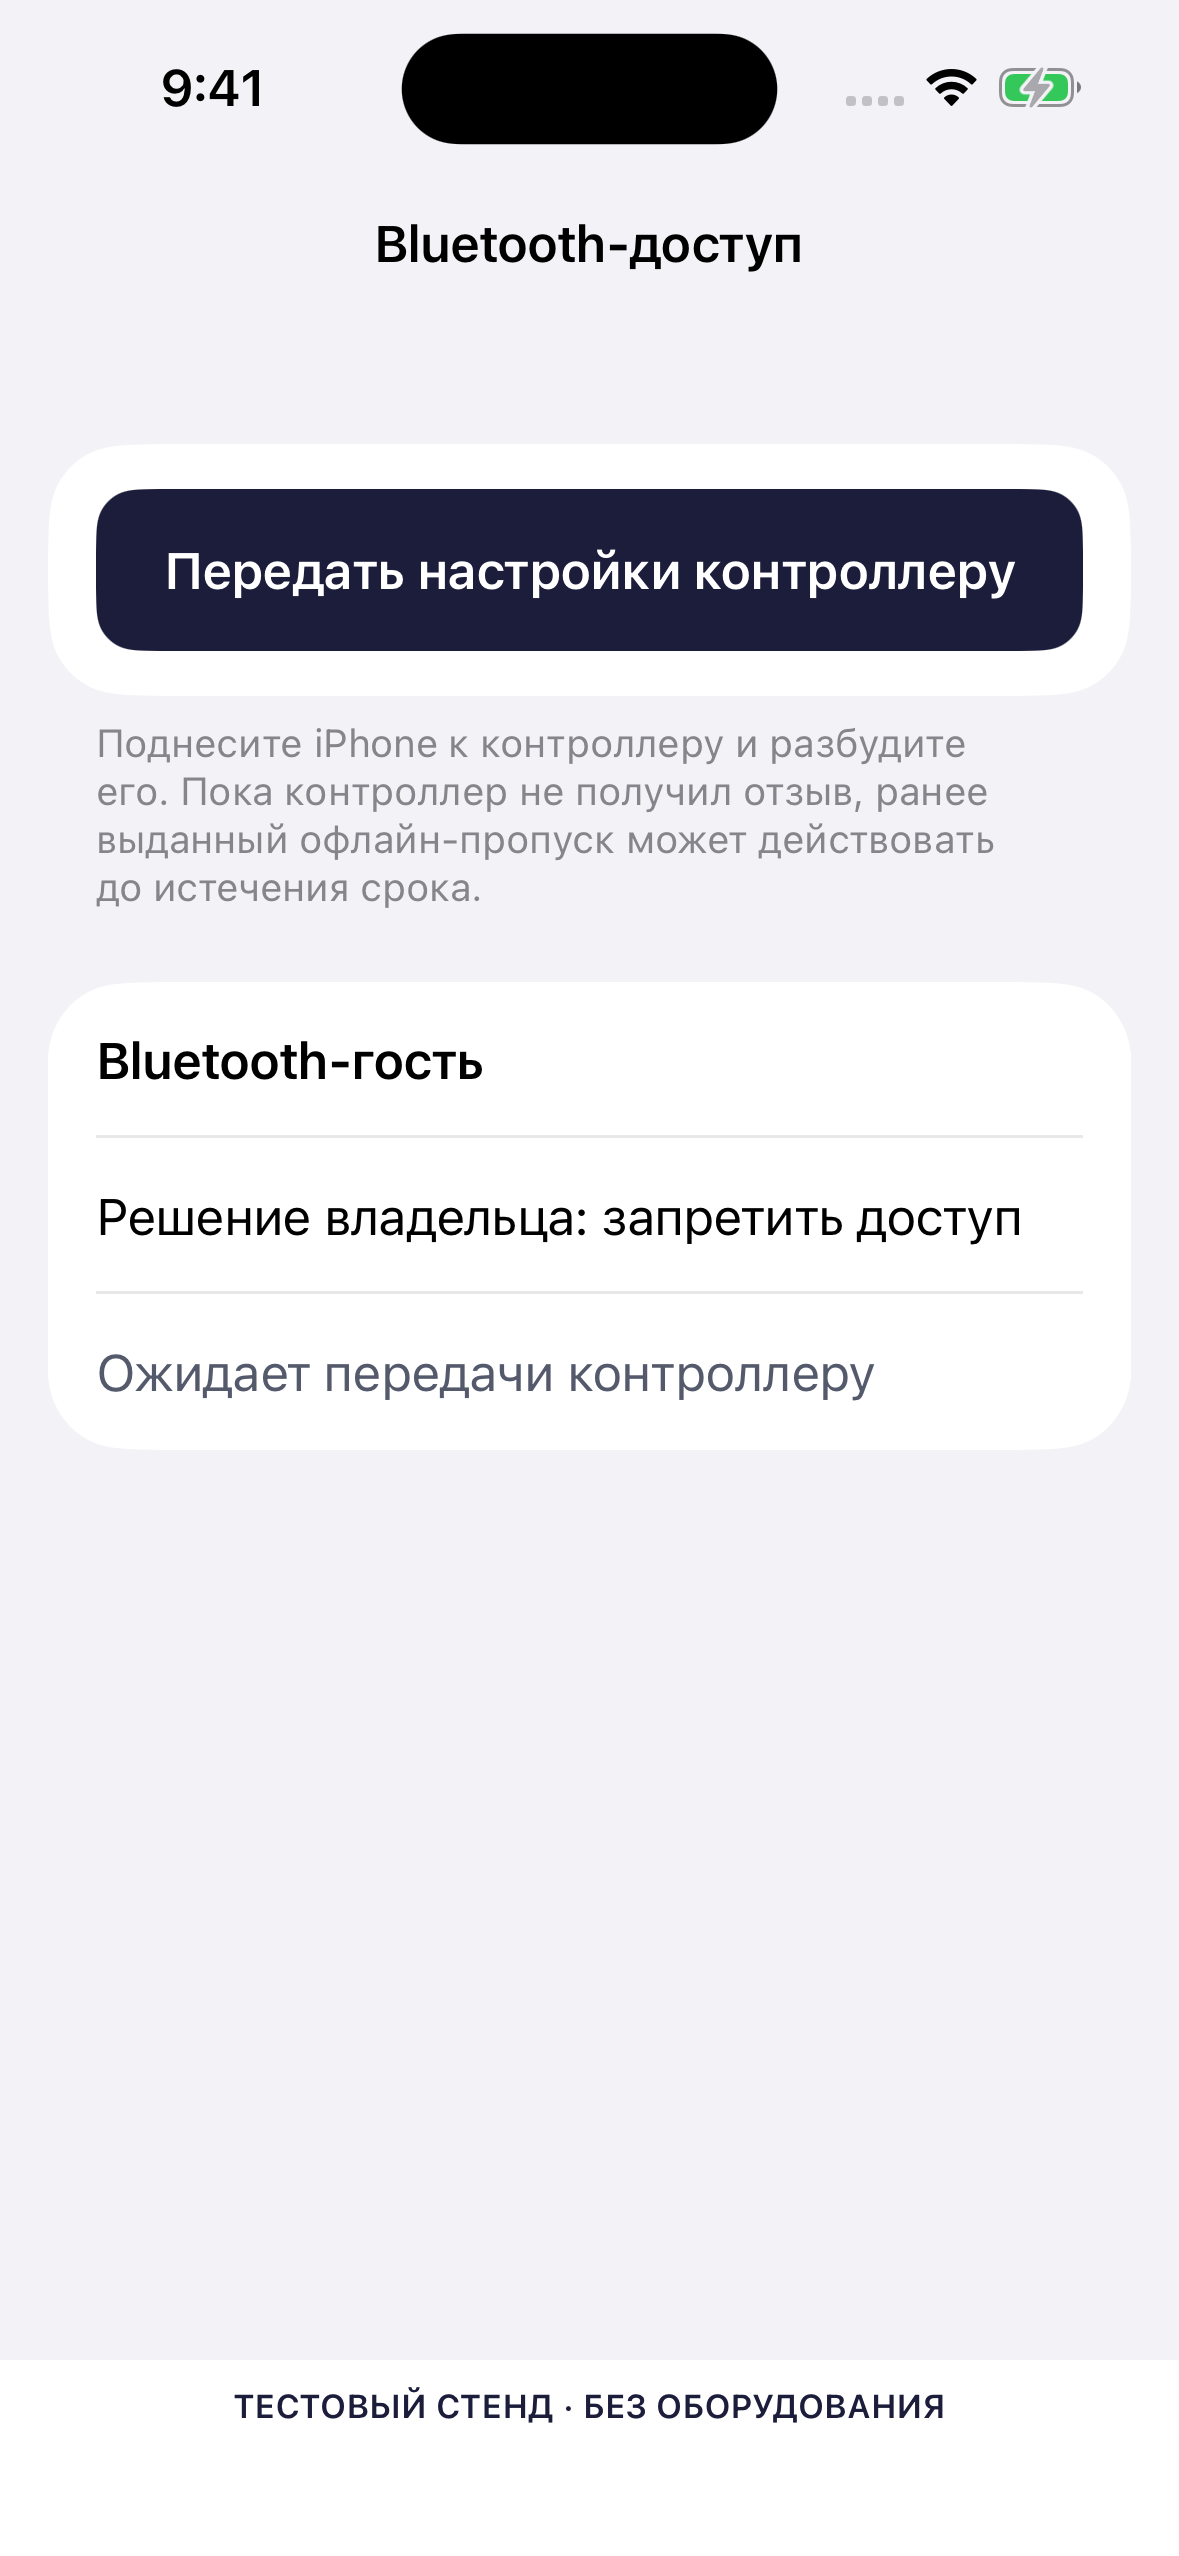 9:41
Bluetooth-доступ
Передать настройки контроллеру
Поднесите iPhone к контроллеру и разбудите
его. Пока контроллер не получил отзыв, ранее
выданный офлайн-пропуск может действовать
до истечения срока.
Bluetooth-гость
Решение владельца: запретить доступ
Ожидает передачи контроллеру
ТЕСТОВЫЙ СТЕНД · БЕЗ ОБОРУДОВАНИЯ